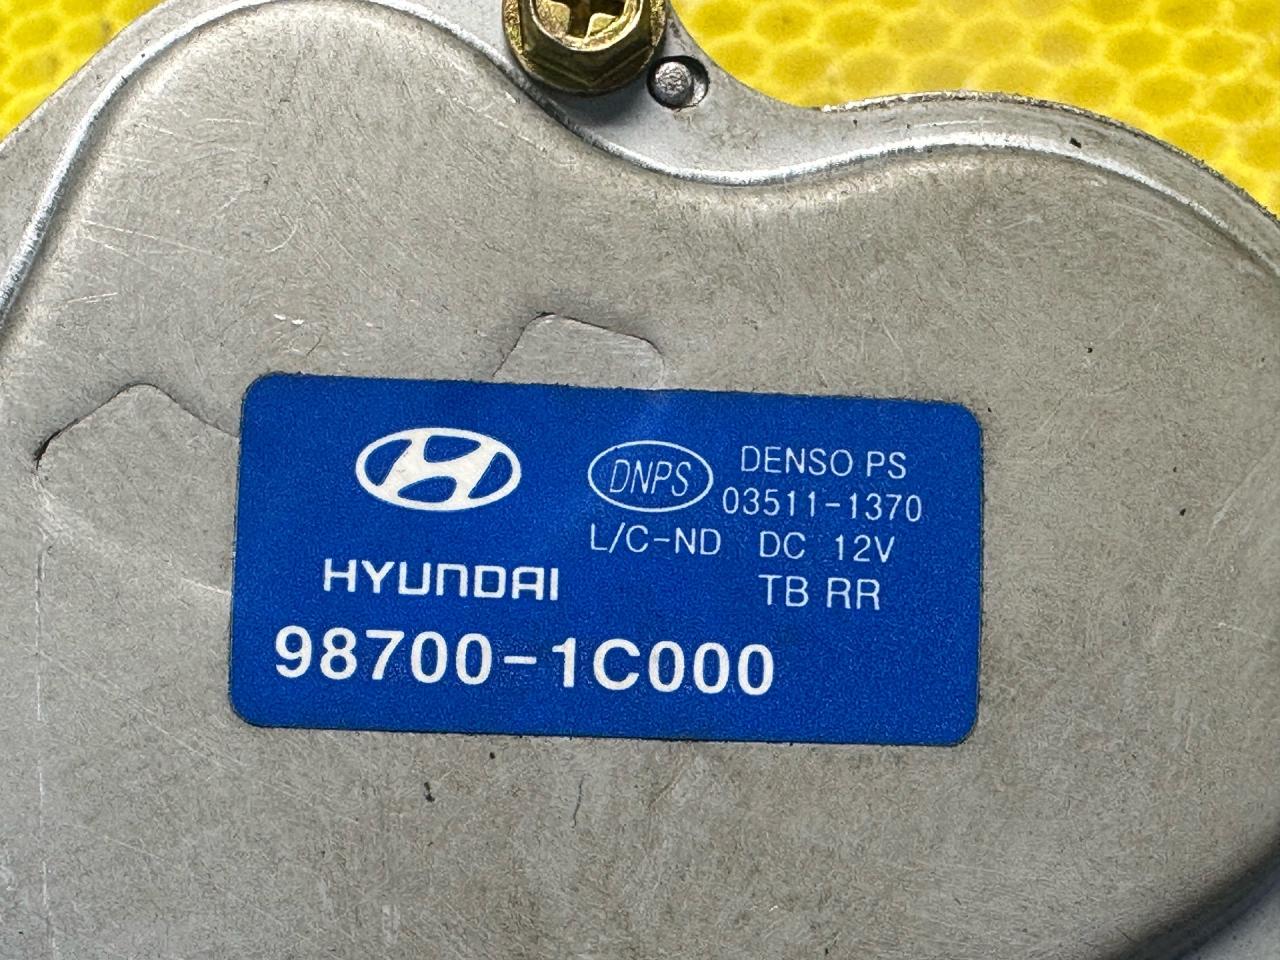 DNPS DENSO PS
03511-1370
L/C-ND DC 12V
HYUNDAI TB RR
98700-1C000